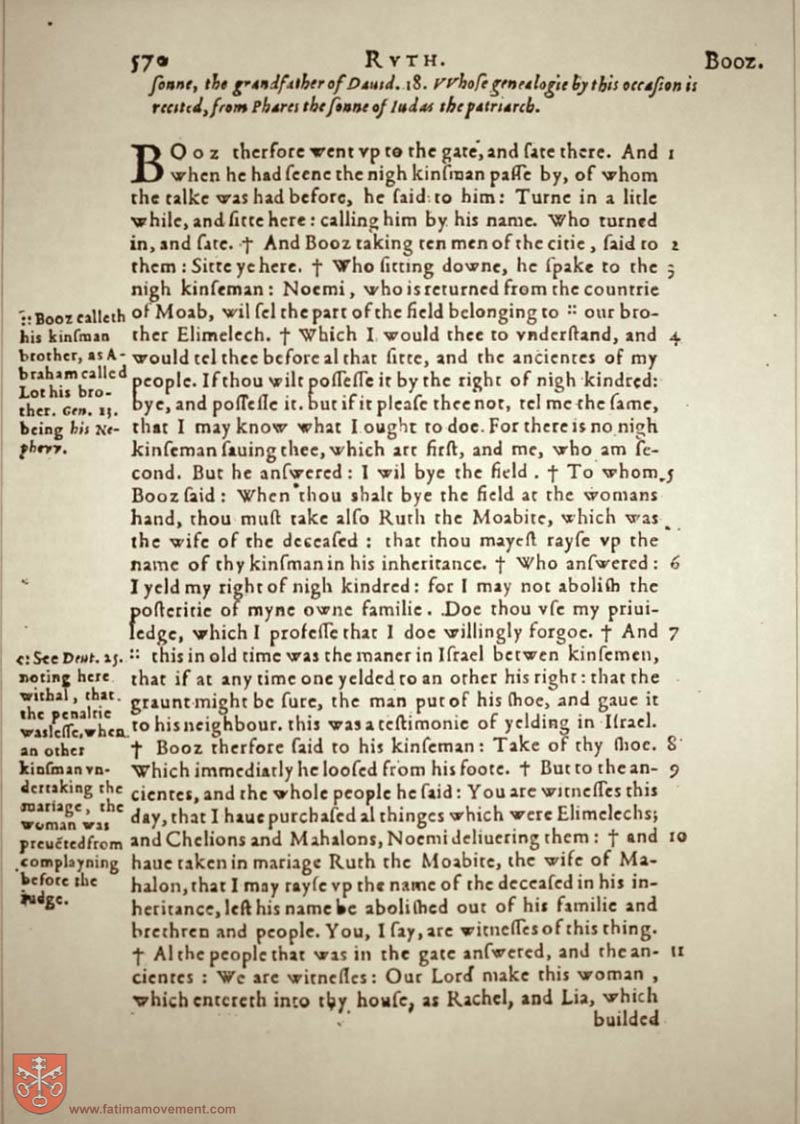 570 RVTH. BOOZ.
ſonne, the grandfather of Dauid. 18. VVhoſe genealogie by this occaſion is
recited, from Phares the ſonne of Iudas the patriarch.
BOOZ therfore went vp to the gate, and ſate there. And 1
when he had ſeene the nigh kinſman paſſe by, of whom
the talke was had before, he ſaid to him: Turne in a litle
while, and ſitte here: calling him by his name. Who turned
in, and ſate. † And Booz taking ten men of the citie, ſaid to 2
them: Sitte ye here. † Who ſitting downe, he ſpake to the 3
nigh kinſeman: Noemi, who is returned from the countrie
of Moab, wil ſel the part of the field belonging to :: our bro-
ther Elimelech. † Which I would thee to vnderſtand, and 4
would tel thee before al that ſitte, and the ancientes of my
people. If thou wilt poſſeſſe it by the right of nigh kindred:
bye, and poſſeſſe it. but if it pleaſe thee not, tel me the ſame,
that I may know what I ought to doe. For there is no nigh
kinſeman ſauing thee, which art firſt, and me, who am ſe-
cond. But he anſwered: I wil bye the field. † To whom 5
Booz ſaid: When thou shalt bye the field at the womans
hand, thou muſt take alſo Ruth the Moabite, which was
the wife of the deceaſed: that thou mayeſt rayſe vp the
name of thy kinſman in his inheritance. † Who anſwered: 6
I yeld my right of nigh kindred: for I may not aboliſh the
poſteritie of myne owne familie. Doe thou vſe my priui-
ledge, which I profeſſe that I doe willingly forgoe. † And 7
:: this in old time was the maner in Iſrael betwen kinſemen,
that if at any time one yelded to an other his right: that the
graunt might be ſure, the man put of his ſhoe, and gaue it
to his neighbour. this was a teſtimonie of yelding in Iſrael.
† Booz therfore ſaid to his kinſeman: Take of thy ſhoe. 8
Which immediatly he looſed from his foote. † But to the an- 9
cientes, and the whole people he ſaid: You are witneſſes this
day, that I haue purchaſed al thinges which were Elimelechs;
and Chelions and Mahalons, Noemi deliuering them: † and 10
haue taken in mariage Ruth the Moabite, the wife of Ma-
halon, that I may rayſe vp the name of the deceaſed in his in-
heritance, leſt his name be aboliſhed out of his familie and
brethren and people. You, I ſay, are witneſſes of this thing.
† Al the people that was in the gate anſwered, and the an- 11
cientes: We are witneſſes: Our Lord make this woman,
which entereth into thy houſe, as Rachel, and Lia, which
builded
:: Booz calleth
his kinſman
brother, as A-
braham called
Lot his bro-
ther. Gen. 13.
being his Ne-
phevv.
:: See Deut. 25.
noting here
withal, that
the penaltie
was leſſe, when
an other
kinſman vn-
dertaking the
mariage, the
woman was
preuẽted from
complayning
before the
judge.
www.fatimamovement.com